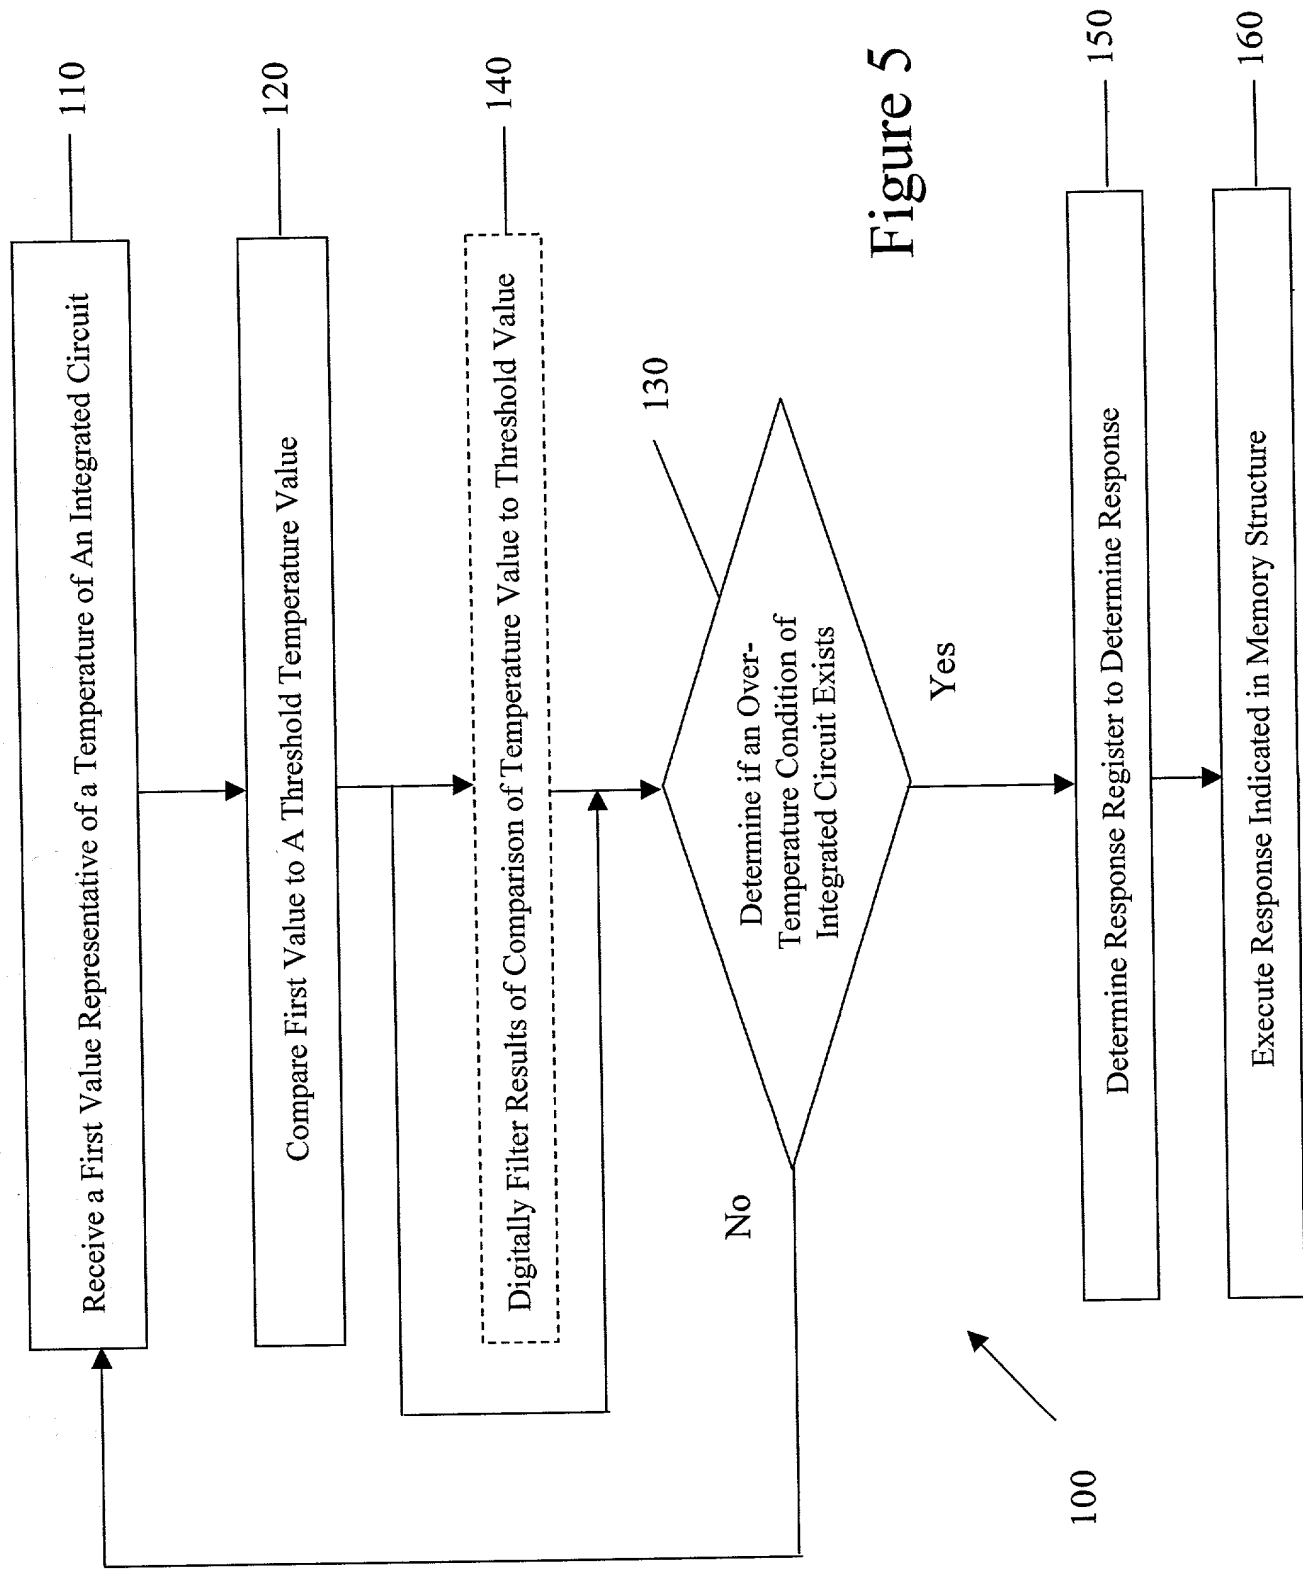 Receive a First Value Representative of a Temperature of An Integrated Circuit
110
Compare First Value to A Threshold Temperature Value
120
Digitally Filter Results of Comparison of Temperature Value to Threshold Value
140
130
Determine if an Over-
Temperature Condition of
Integrated Circuit Exists
No
Yes
Figure 5
Determine Response Register to Determine Response
150
Execute Response Indicated in Memory Structure
160
100